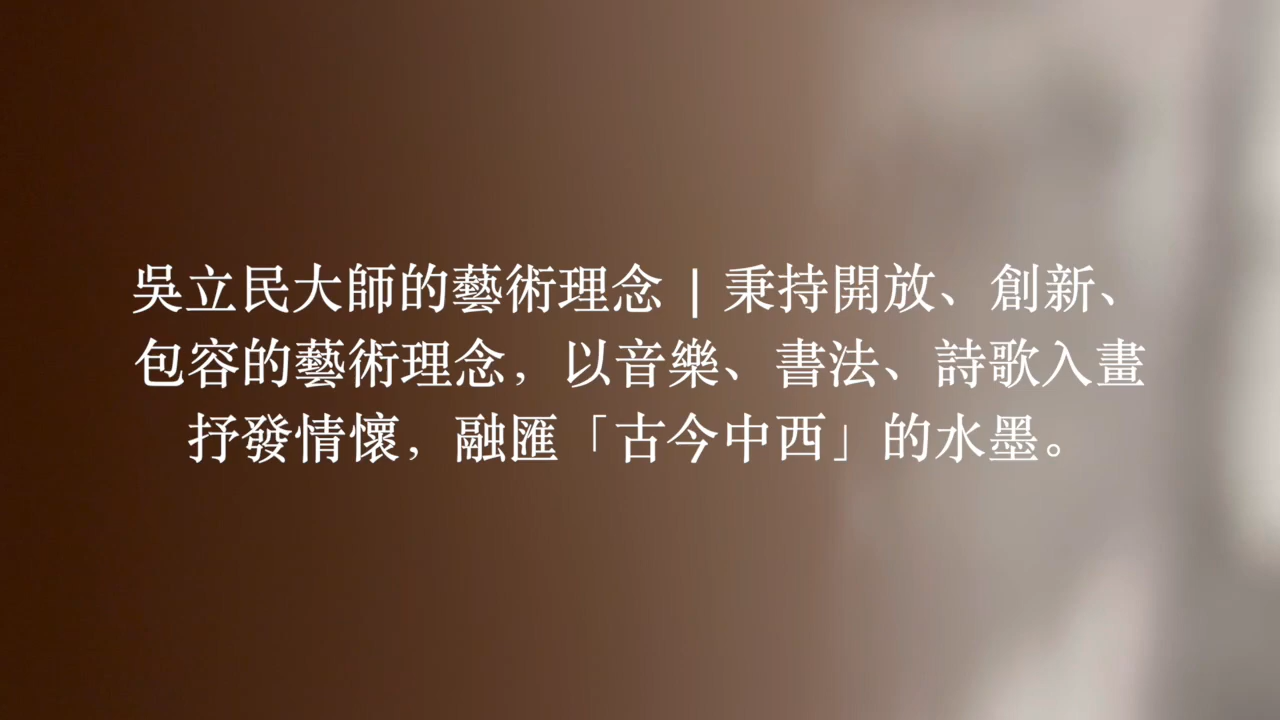 吳立民大師的藝術理念 | 秉持開放、創新、
包容的藝術理念，以音樂、書法、詩歌入畫
抒發情懷，融匯「古今中西」的水墨。